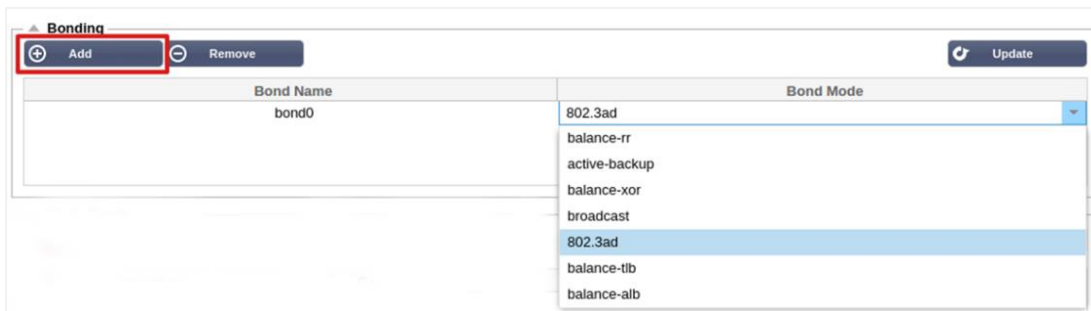 Bonding
Add Remove Update
Bond Name Bond Mode
bond0 802.3ad
balance-rr
active-backup
balance-xor
broadcast
802.3ad
balance-tlb
balance-alb